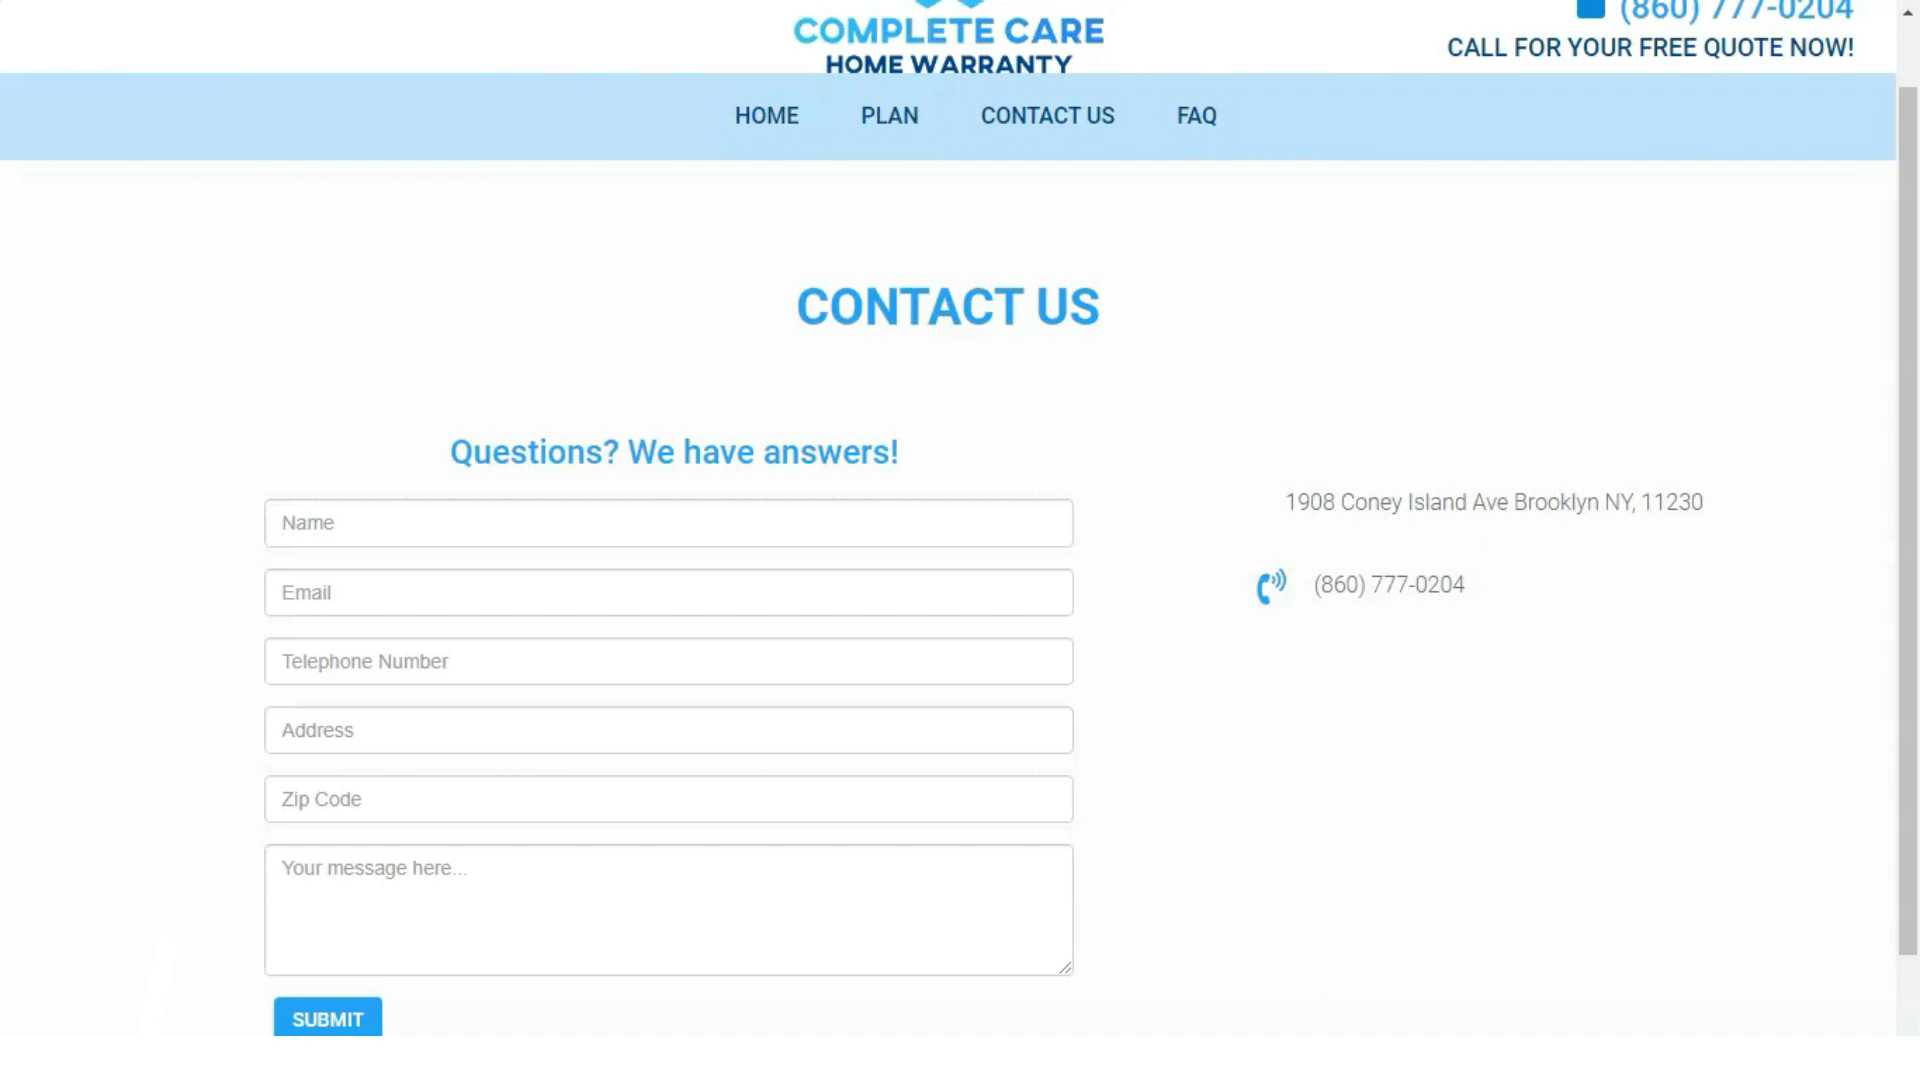 COMPLETE CARE
HOME WARRANTY
(860) 777-0204
CALL FOR YOUR FREE QUOTE NOW!
HOME
PLAN
CONTACT US
FAQ
CONTACT US
Questions? We have answers!
Name
Email
Telephone Number
Address
Zip Code
Your message here...
SUBMIT
1908 Coney Island Ave Brooklyn NY, 11230
(860) 777-0204